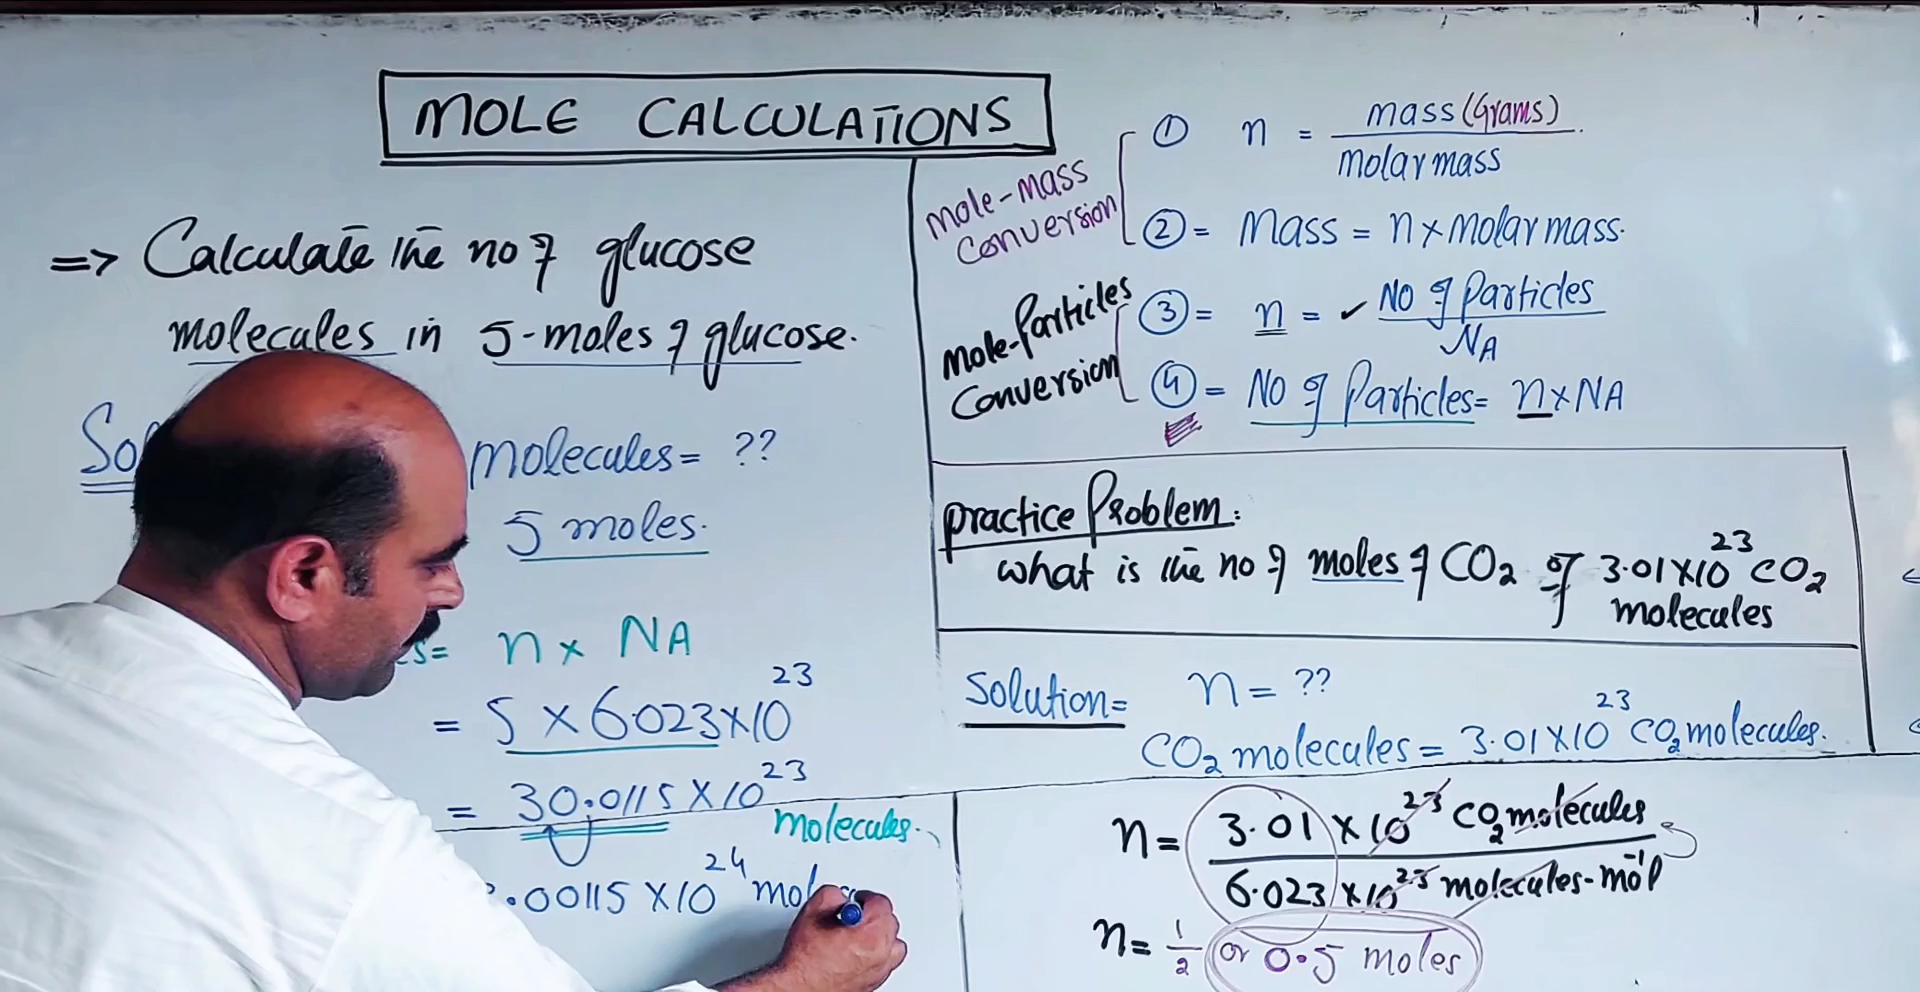 MOLE CALCULATIONS
=> Calculate the no of glucose
molecules in 5-moles of glucose.
molecules = ??
5 moles.
= n x NA
= 5 x 6.023 x 10^23
= 30.0115 x 10^23
molecules.
.00115 x 10^24
Mole-Mass
Conversion
① n = mass (Grams) / molar mass
② = Mass = n x molar mass.
Mole-Particles
Conversion
③ = n = ✓ No of Particles / NA
④ = No of Particles = n x NA
practice Problem:
what is the no of moles of CO2 of 3.01 x 10^23 CO2
molecules
Solution = n = ??
CO2 molecules = 3.01 x 10^23 CO2 molecules.
n = 3.01 x 10^23 CO2 molecules / 6.023 x 10^23 molecules-mol^-1
n = 1/2 or 0.5 moles